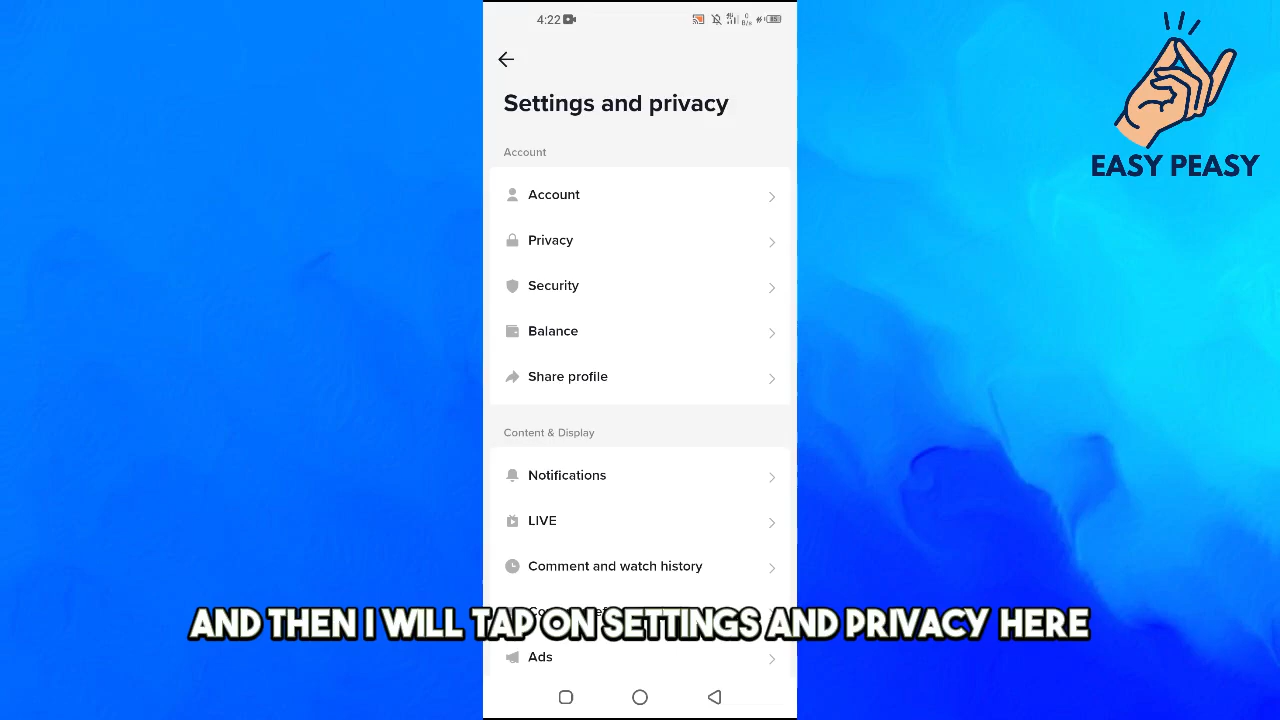 4:22
EASY PEASY
Settings and privacy
Account
Account
Privacy
Security
Balance
Share profile
Content & Display
Notifications
LIVE
Comment and watch history
AND THEN I WILL TAP ON SETTINGS AND PRIVACY HERE
Ads